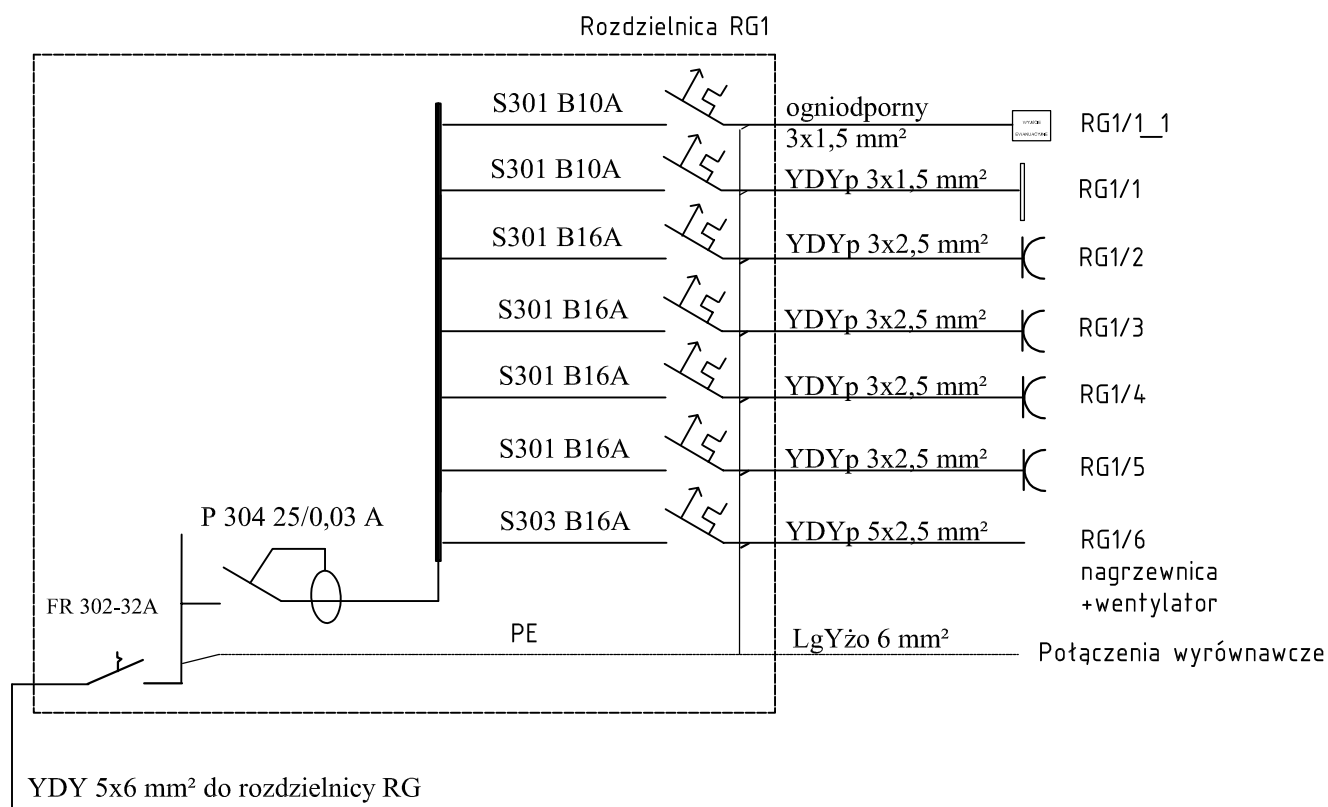 Rozdzielnica RG1
S301 B10A
ogniodporny
3x1,5 mm²
RG1/1_1
S301 B10A
YDYp 3x1,5 mm²
RG1/1
S301 B16A
YDYp 3x2,5 mm²
RG1/2
S301 B16A
YDYp 3x2,5 mm²
RG1/3
S301 B16A
YDYp 3x2,5 mm²
RG1/4
S301 B16A
YDYp 3x2,5 mm²
RG1/5
P 304 25/0,03 A
S303 B16A
YDYp 5x2,5 mm²
RG1/6
nagrzewnica
+wentylator
FR 302-32A
PE
LgYżo 6 mm²
Połączenia wyrównawcze
YDY 5x6 mm² do rozdzielnicy RG